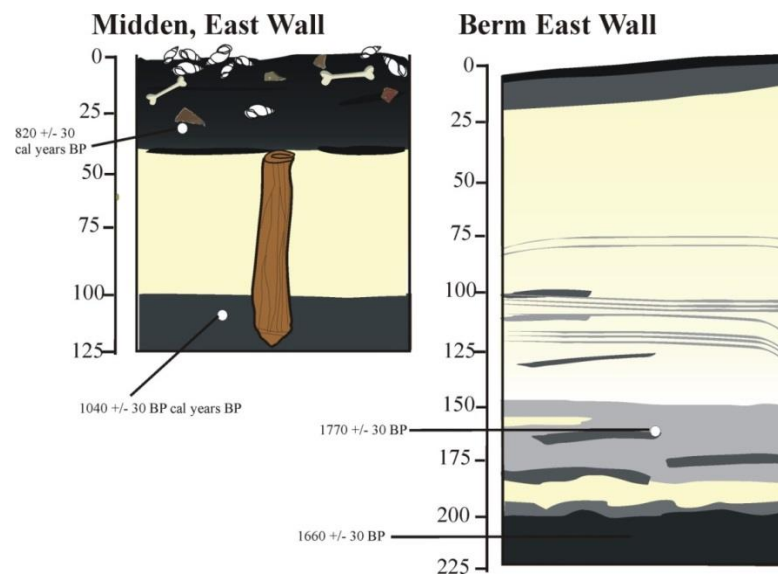 Midden, East Wall
0
25
50
75
100
125
820 +/- 30
cal years BP
1040 +/- 30 BP cal years BP
Berm East Wall
0
25
50
75
100
125
150
175
200
225
1770 +/- 30 BP
1660 +/- 30 BP